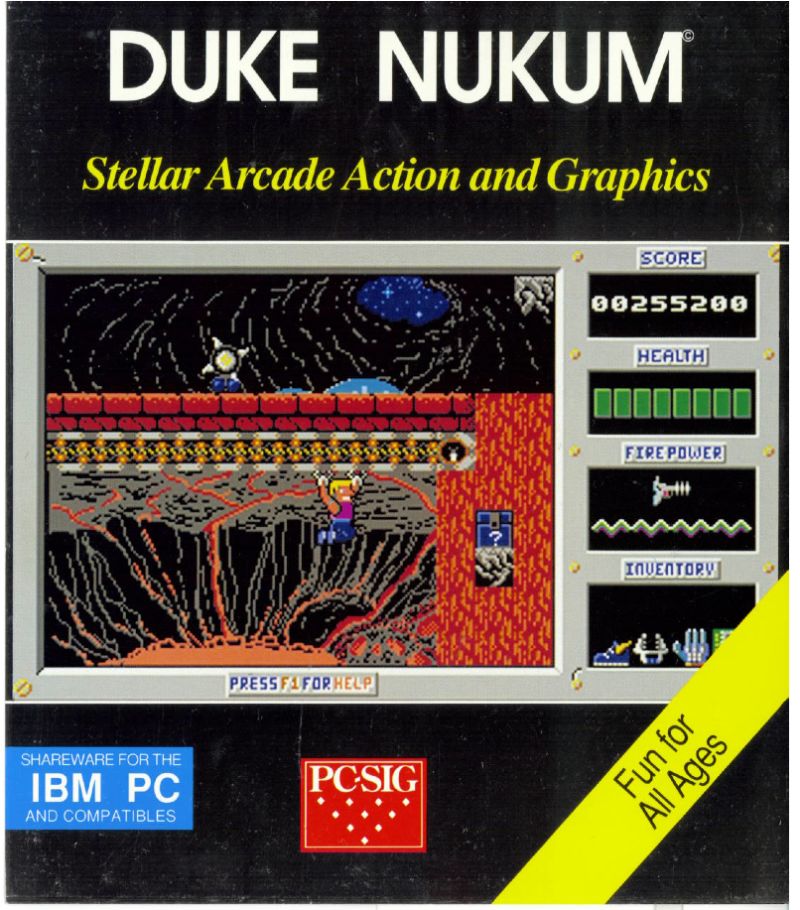 DUKE NUKUM©
Stellar Arcade Action and Graphics
SCORE
00255200
HEALTH
FIREPOWER
?
INVENTORY
PRESS F1 FOR HELP
SHAREWARE FOR THE
IBM PC
AND COMPATIBLES
PC-SIG
Fun for
All Ages